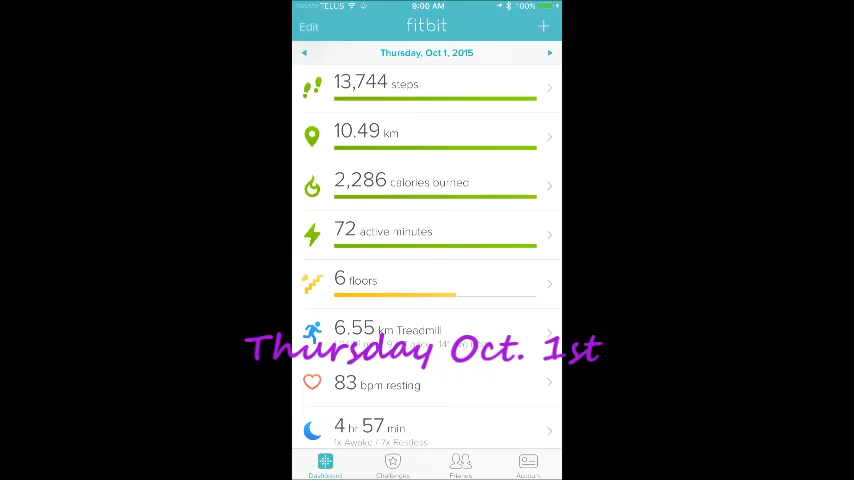 TELUS 9:00 AM 100%
Edit fitbit +
Thursday, Oct 1, 2015
13,744 steps
10.49 km
2,286 calories burned
72 active minutes
6 floors
6.55 km Treadmill
Thursday Oct. 1st
83 bpm resting
4 hr 57 min
1x Awake / 7x Restless
Dashboard Challenges Friends Account